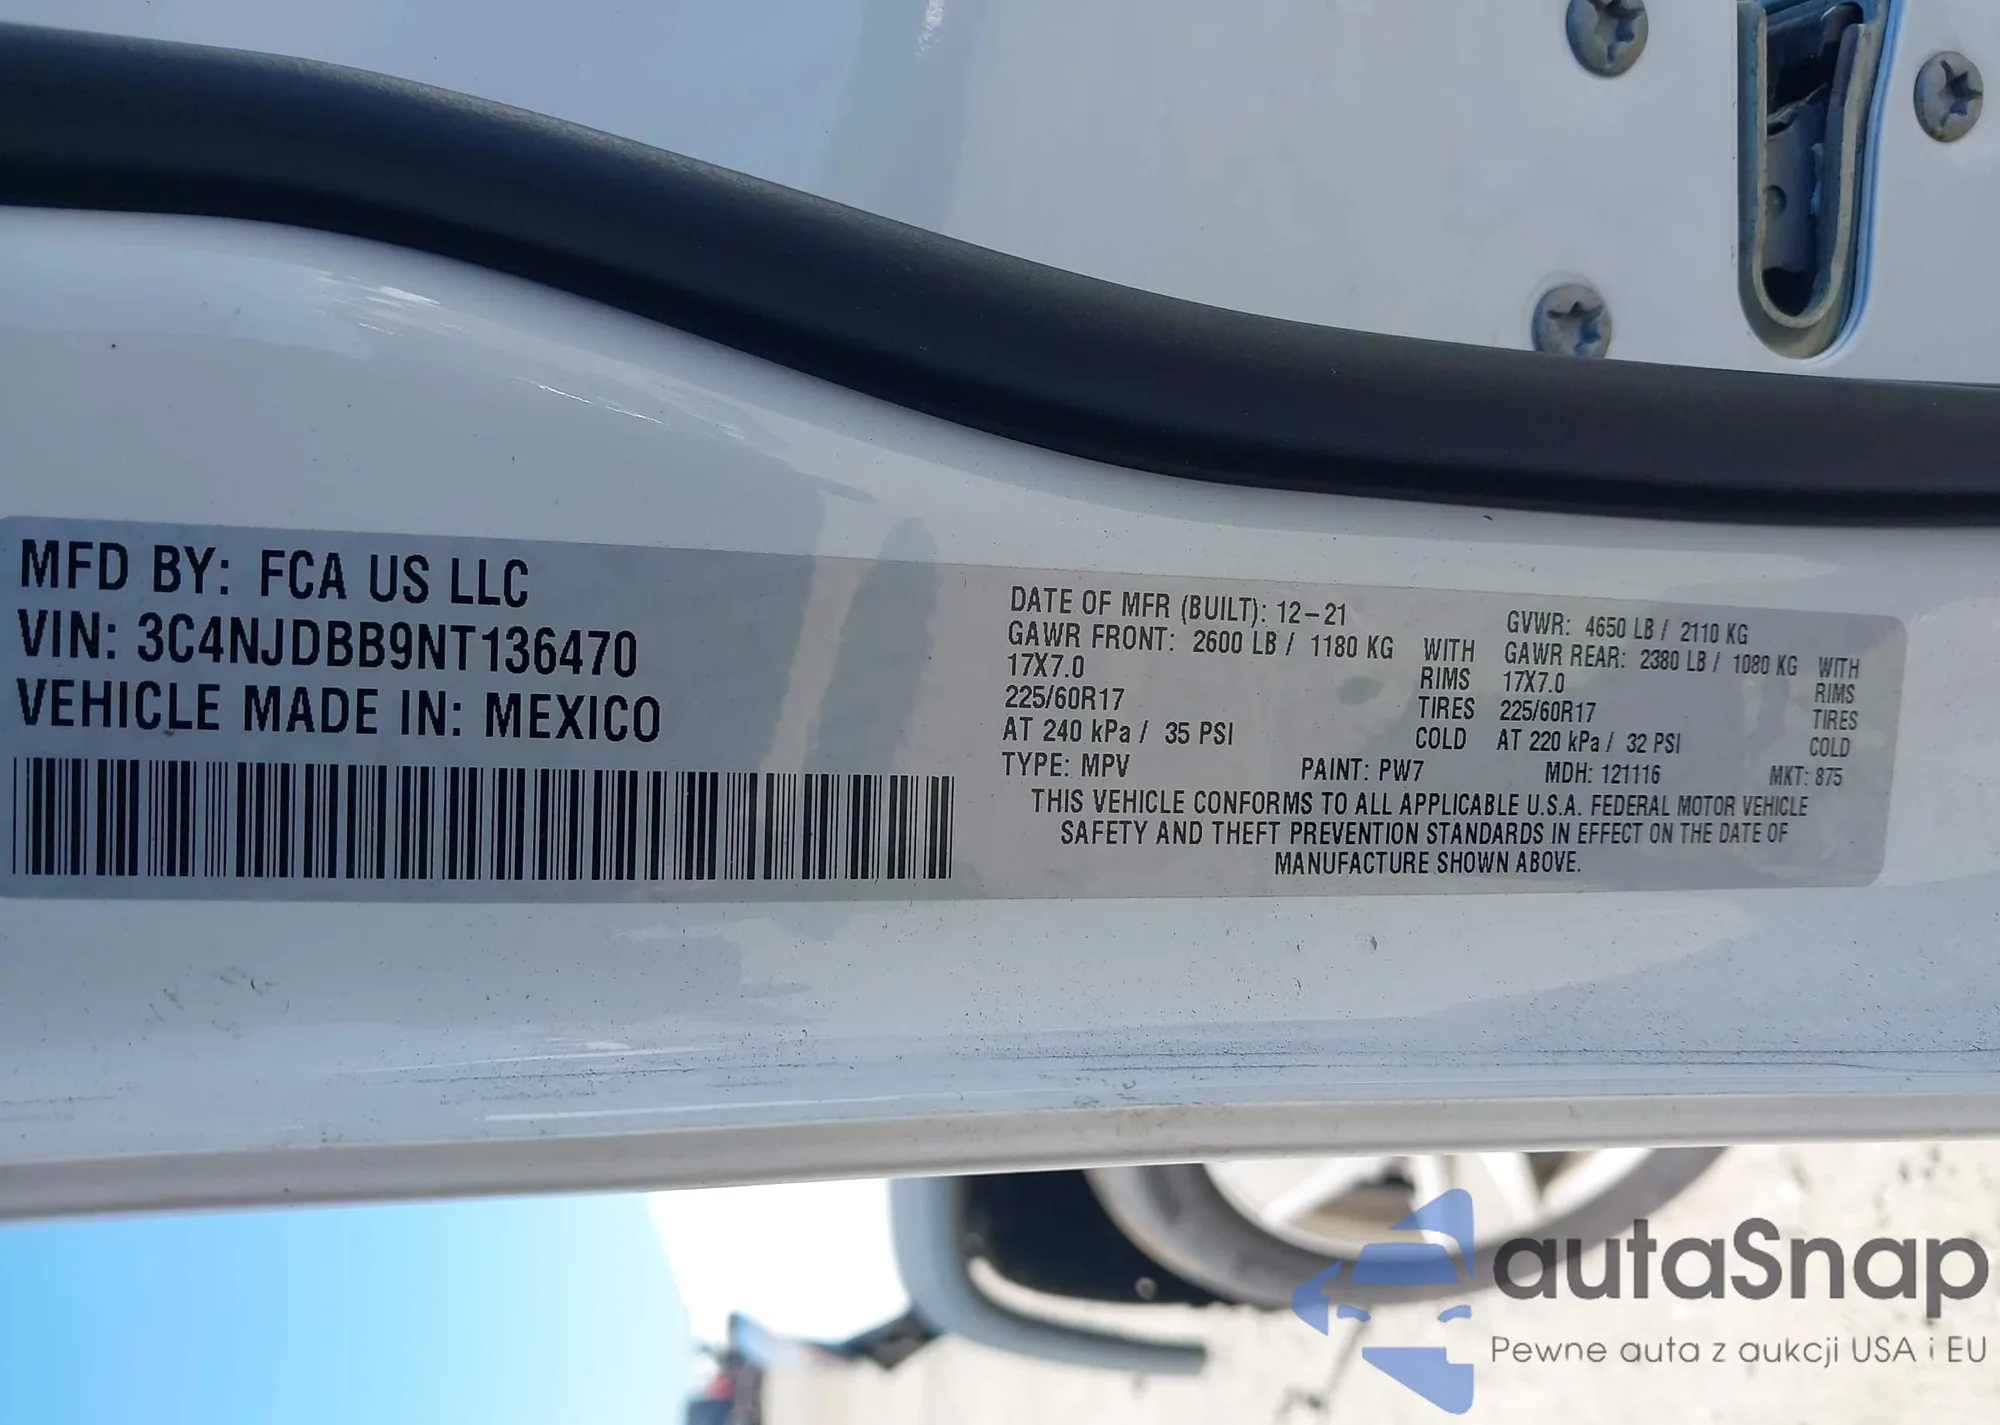 MFD BY: FCA US LLC
VIN: 3C4NJDBB9NT136470
VEHICLE MADE IN: MEXICO
DATE OF MFR (BUILT): 12-21 GVWR: 4650 LB / 2110 KG
GAWR FRONT: 2600 LB / 1180 KG WITH GAWR REAR: 2380 LB / 1080 KG WITH
17X7.0 RIMS 17X7.0 RIMS
225/60R17 TIRES 225/60R17 TIRES
AT 240 kPa / 35 PSI COLD AT 220 kPa / 32 PSI COLD
TYPE: MPV PAINT: PW7 MDH: 121116 MKT: 875
THIS VEHICLE CONFORMS TO ALL APPLICABLE U.S.A. FEDERAL MOTOR VEHICLE
SAFETY AND THEFT PREVENTION STANDARDS IN EFFECT ON THE DATE OF
MANUFACTURE SHOWN ABOVE.
autaSnap
Pewne auta z aukcji USA i EU